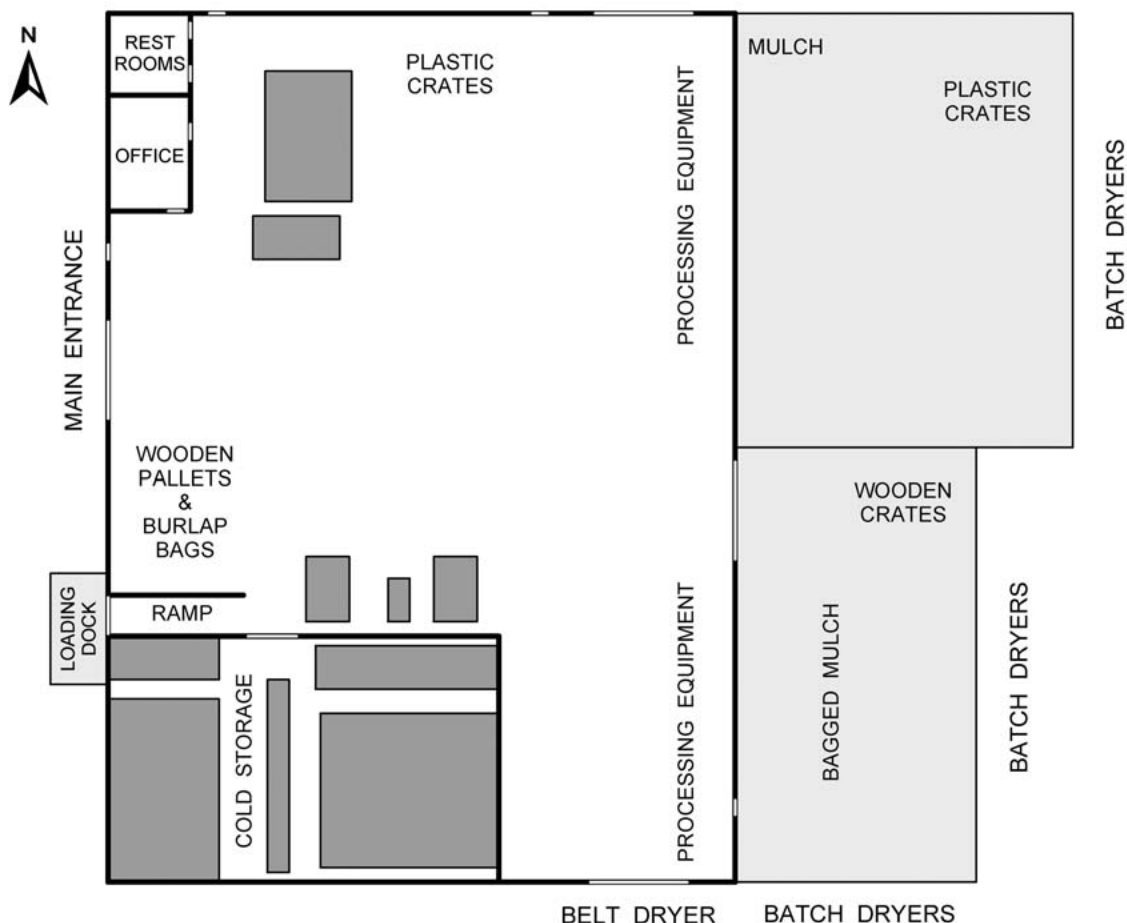 N
REST
ROOMS
OFFICE
PLASTIC
CRATES
PROCESSING EQUIPMENT
MULCH
PLASTIC
CRATES
BATCH DRYERS
MAIN ENTRANCE
WOODEN
PALLETS
&
BURLAP
BAGS
WOODEN
CRATES
LOADING
DOCK
RAMP
COLD STORAGE
PROCESSING EQUIPMENT
BAGGED MULCH
BATCH DRYERS
BELT DRYER
BATCH DRYERS